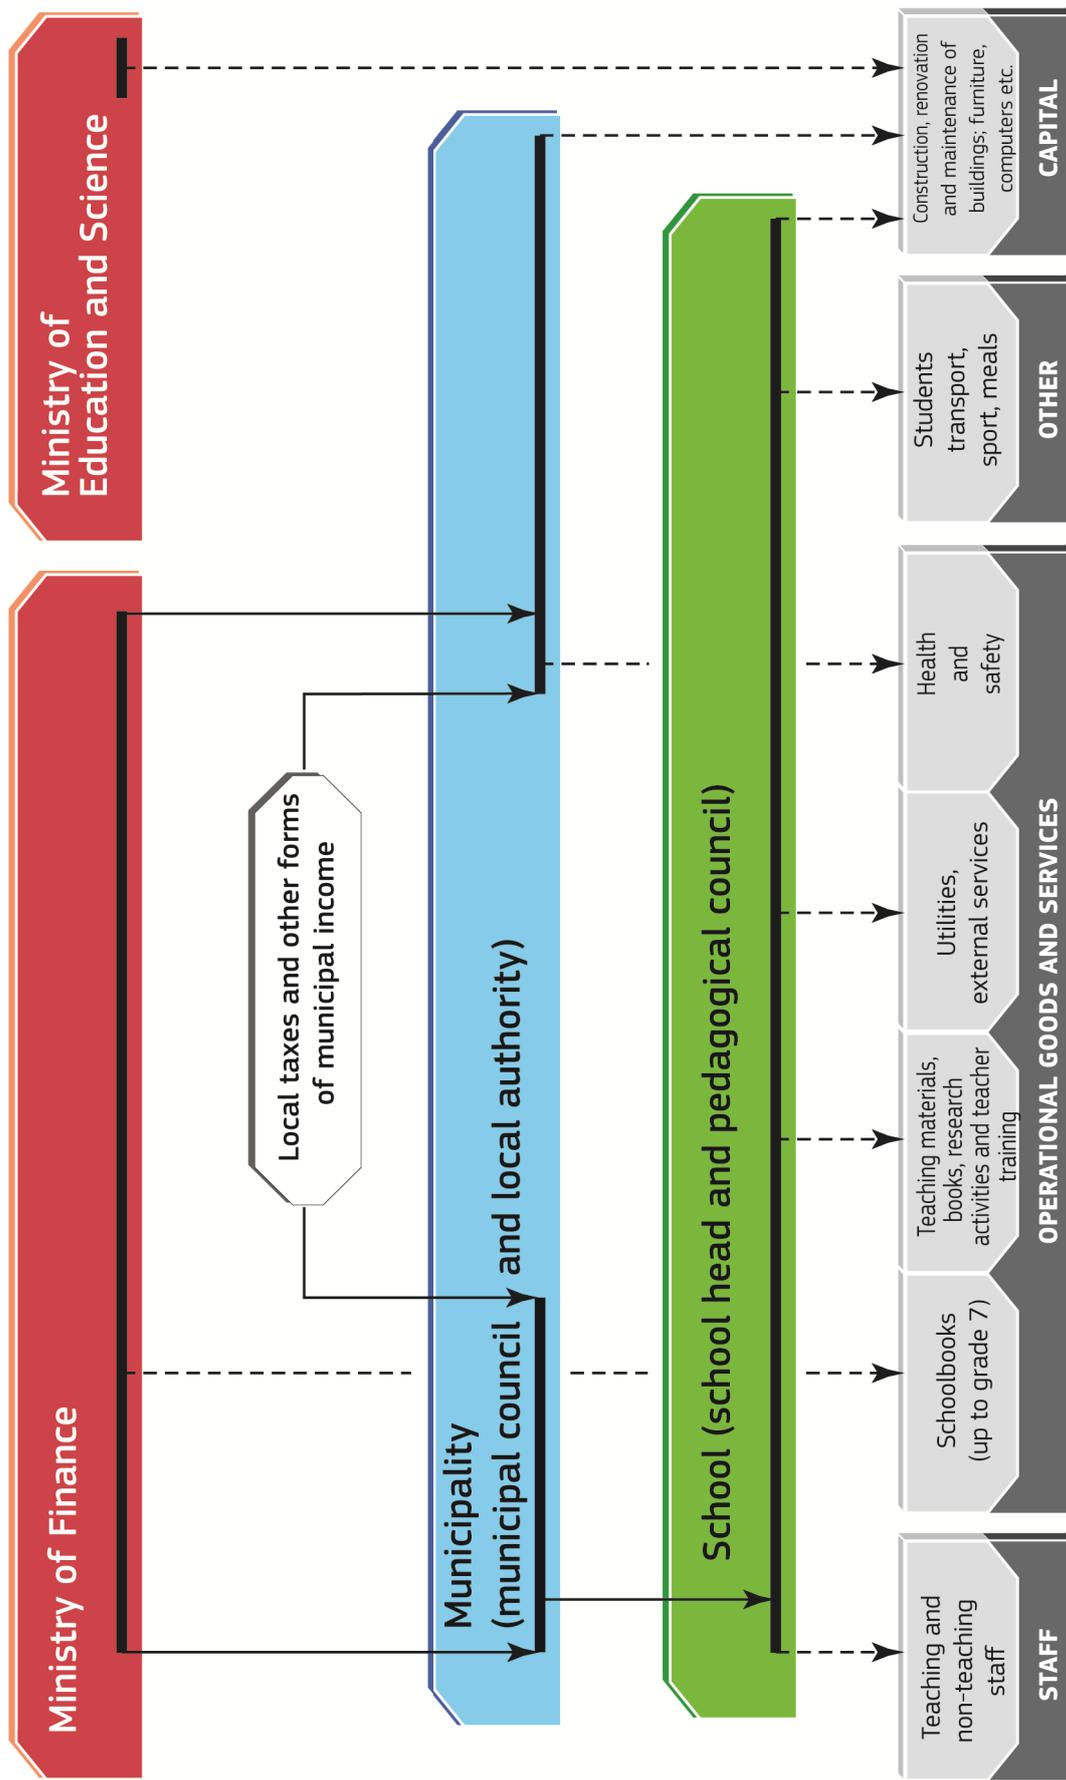 Ministry of Finance
Ministry of
Education and Science
Local taxes and other forms
of municipal income
Municipality
(municipal council and local authority)
School (school head and pedagogical council)
Teaching and
non-teaching
staff
Schoolbooks
(up to grade 7)
Teaching materials,
books, research
activities and teacher
training
Utilities,
external services
Health
and
safety
Students
transport,
sport, meals
Construction, renovation
and maintenance of
buildings; furniture,
computers etc.
STAFF
OPERATIONAL GOODS AND SERVICES
OTHER
CAPITAL